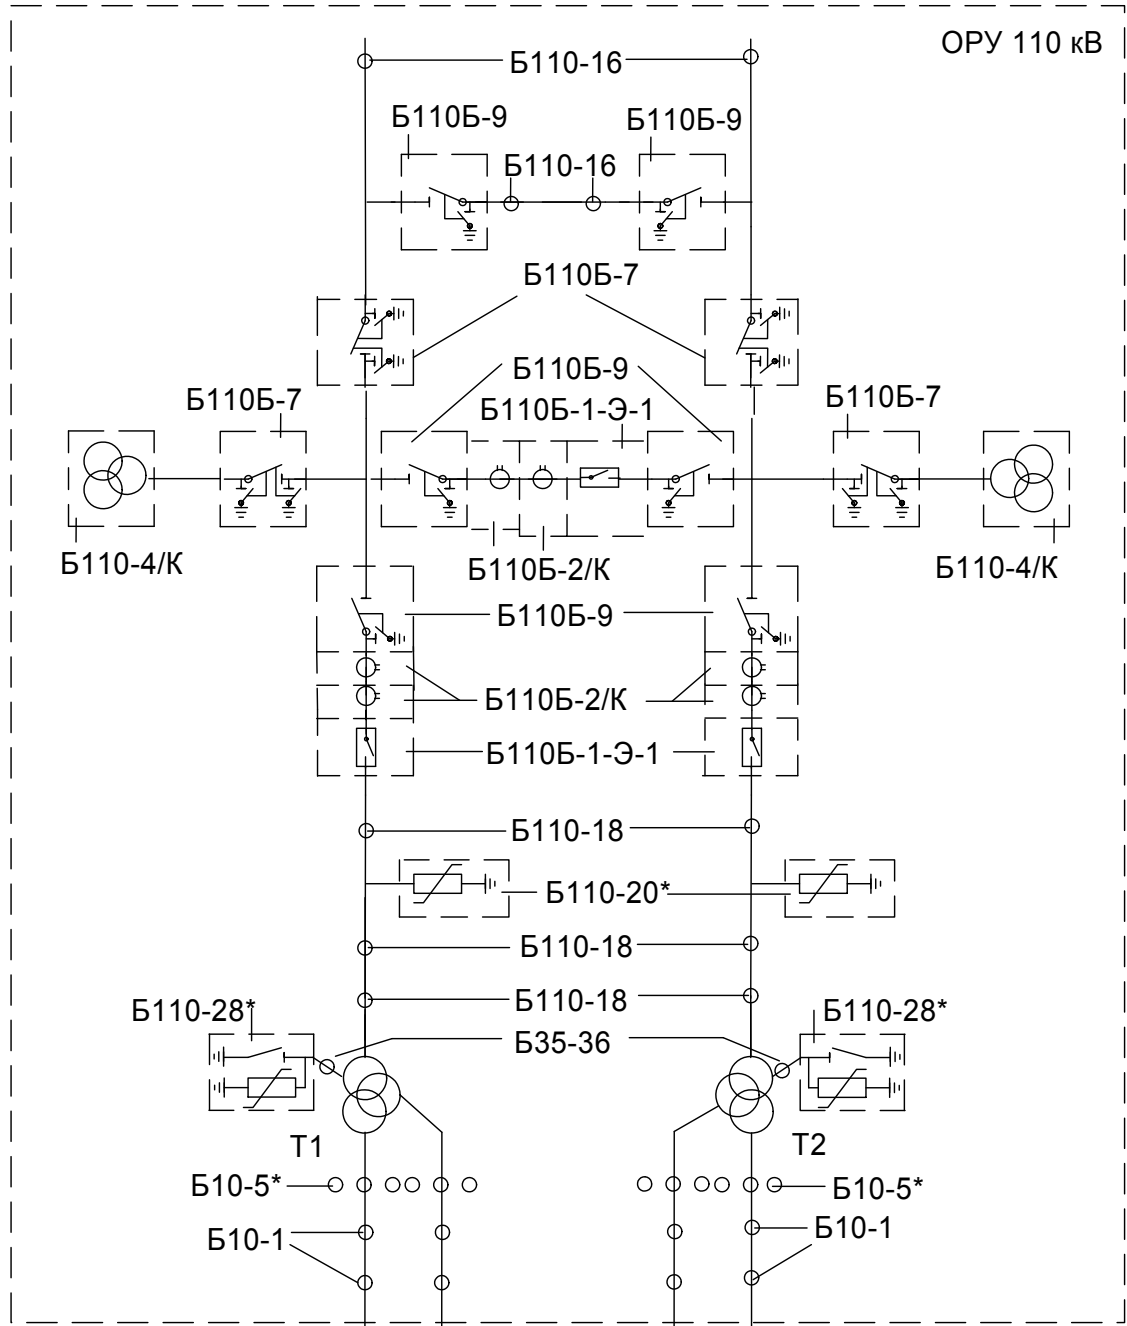 ОРУ 110 кВ
Б110-16
Б110Б-9
Б110Б-9
Б110-16
Б110Б-7
Б110Б-9
Б110Б-7
Б110Б-1-Э-1
Б110Б-7
Б110-4/К
Б110Б-2/К
Б110-4/К
Б110Б-9
Б110Б-2/К
Б110Б-1-Э-1
Б110-18
Б110-20*
Б110-18
Б110-18
Б110-28*
Б110-28*
Б35-36
Т1
Т2
Б10-5*
Б10-5*
Б10-1
Б10-1